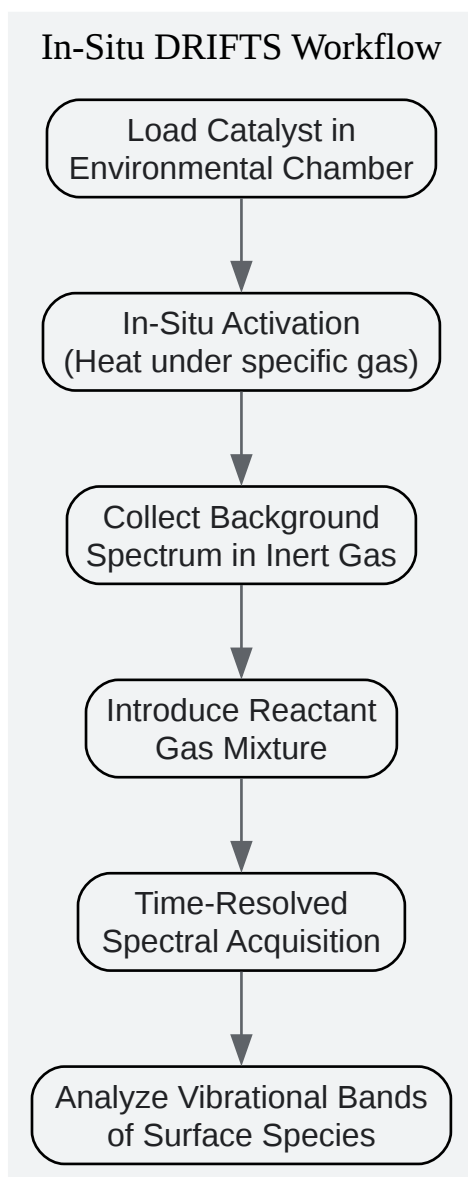 In-Situ DRIFTS Workflow
Load Catalyst in
Environmental Chamber
In-Situ Activation
(Heat under specific gas)
Collect Background
Spectrum in Inert Gas
Introduce Reactant
Gas Mixture
Time-Resolved
Spectral Acquisition
Analyze Vibrational Bands
of Surface Species